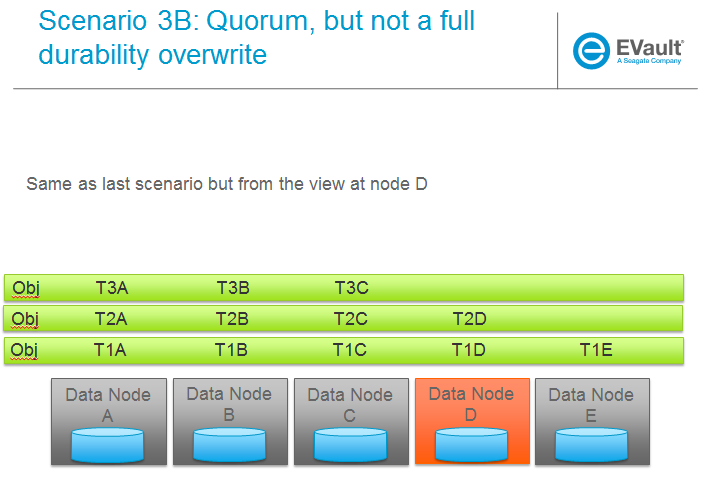 Scenario 3B: Quorum, but not a full
durability overwrite
EVault
A Seagate Company
Same as last scenario but from the view at node D
Obj T3A T3B T3C
Obj T2A T2B T2C T2D
Obj T1A T1B T1C T1D T1E
Data Node
A
Data Node
B
Data Node
C
Data Node
D
Data Node
E